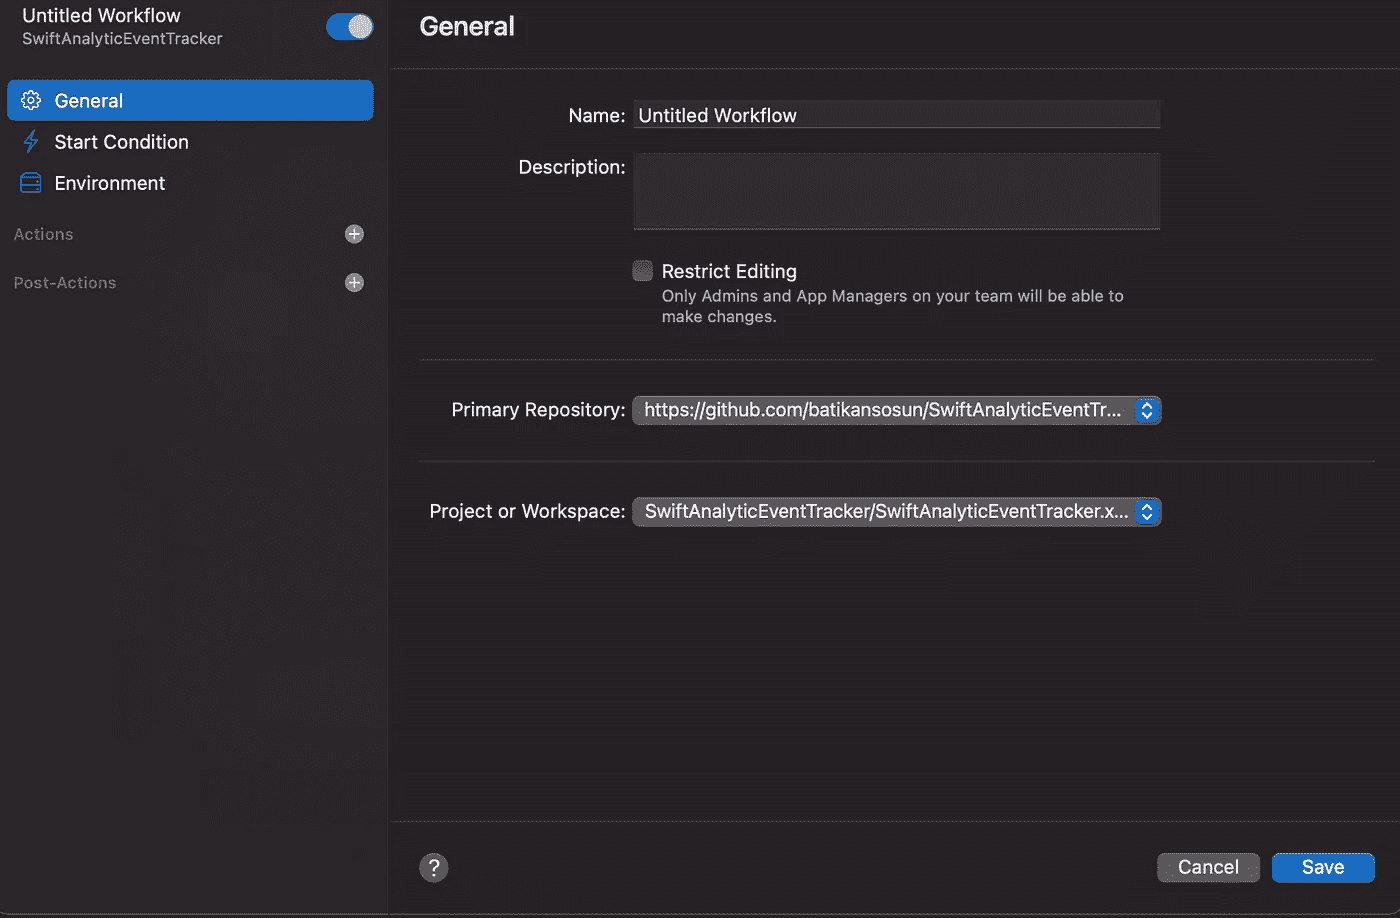 Untitled Workflow
SwiftAnalyticEventTracker
General
Start Condition
Environment
Actions
Post-Actions
General
Name: Untitled Workflow
Description:
Restrict Editing
Only Admins and App Managers on your team will be able to
make changes.
Primary Repository: https://github.com/batikansosun/SwiftAnalyticEventTr...
Project or Workspace: SwiftAnalyticEventTracker/SwiftAnalyticEventTracker.x...
?
Cancel
Save